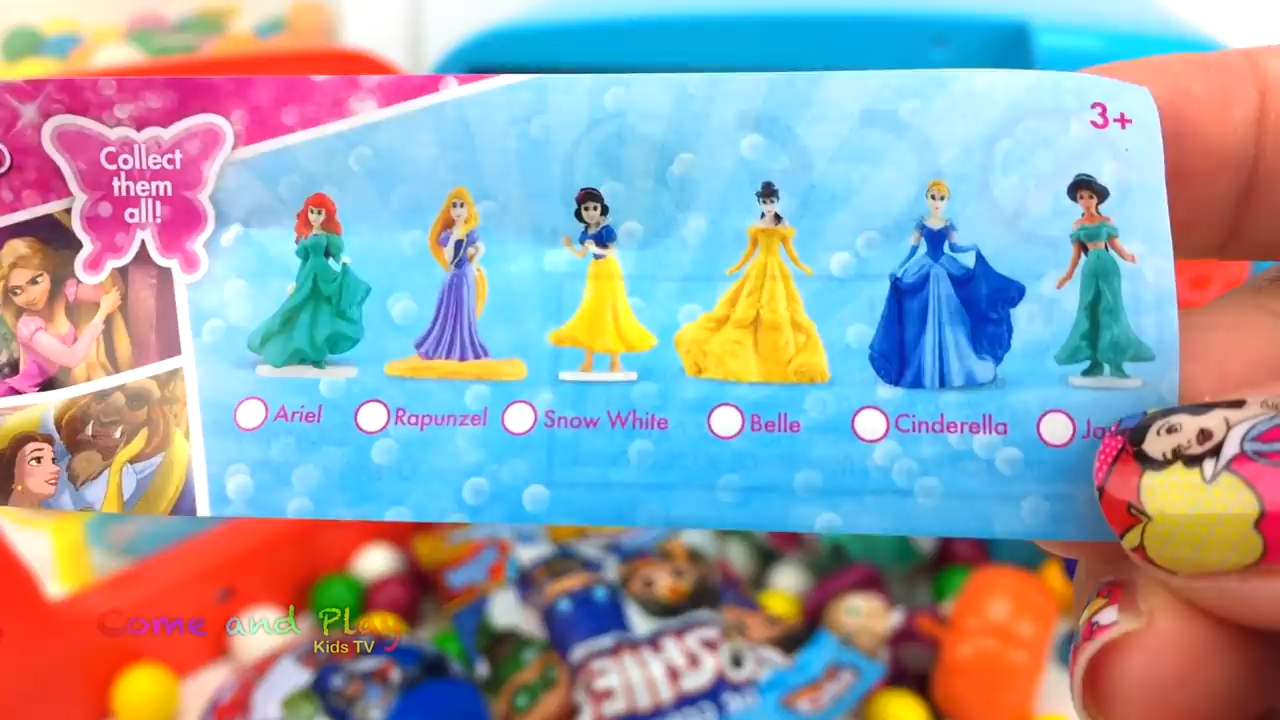 3+
Collect
them
all!
Ariel
Rapunzel
Snow White
Belle
Cinderella
Come and Play
Kids TV